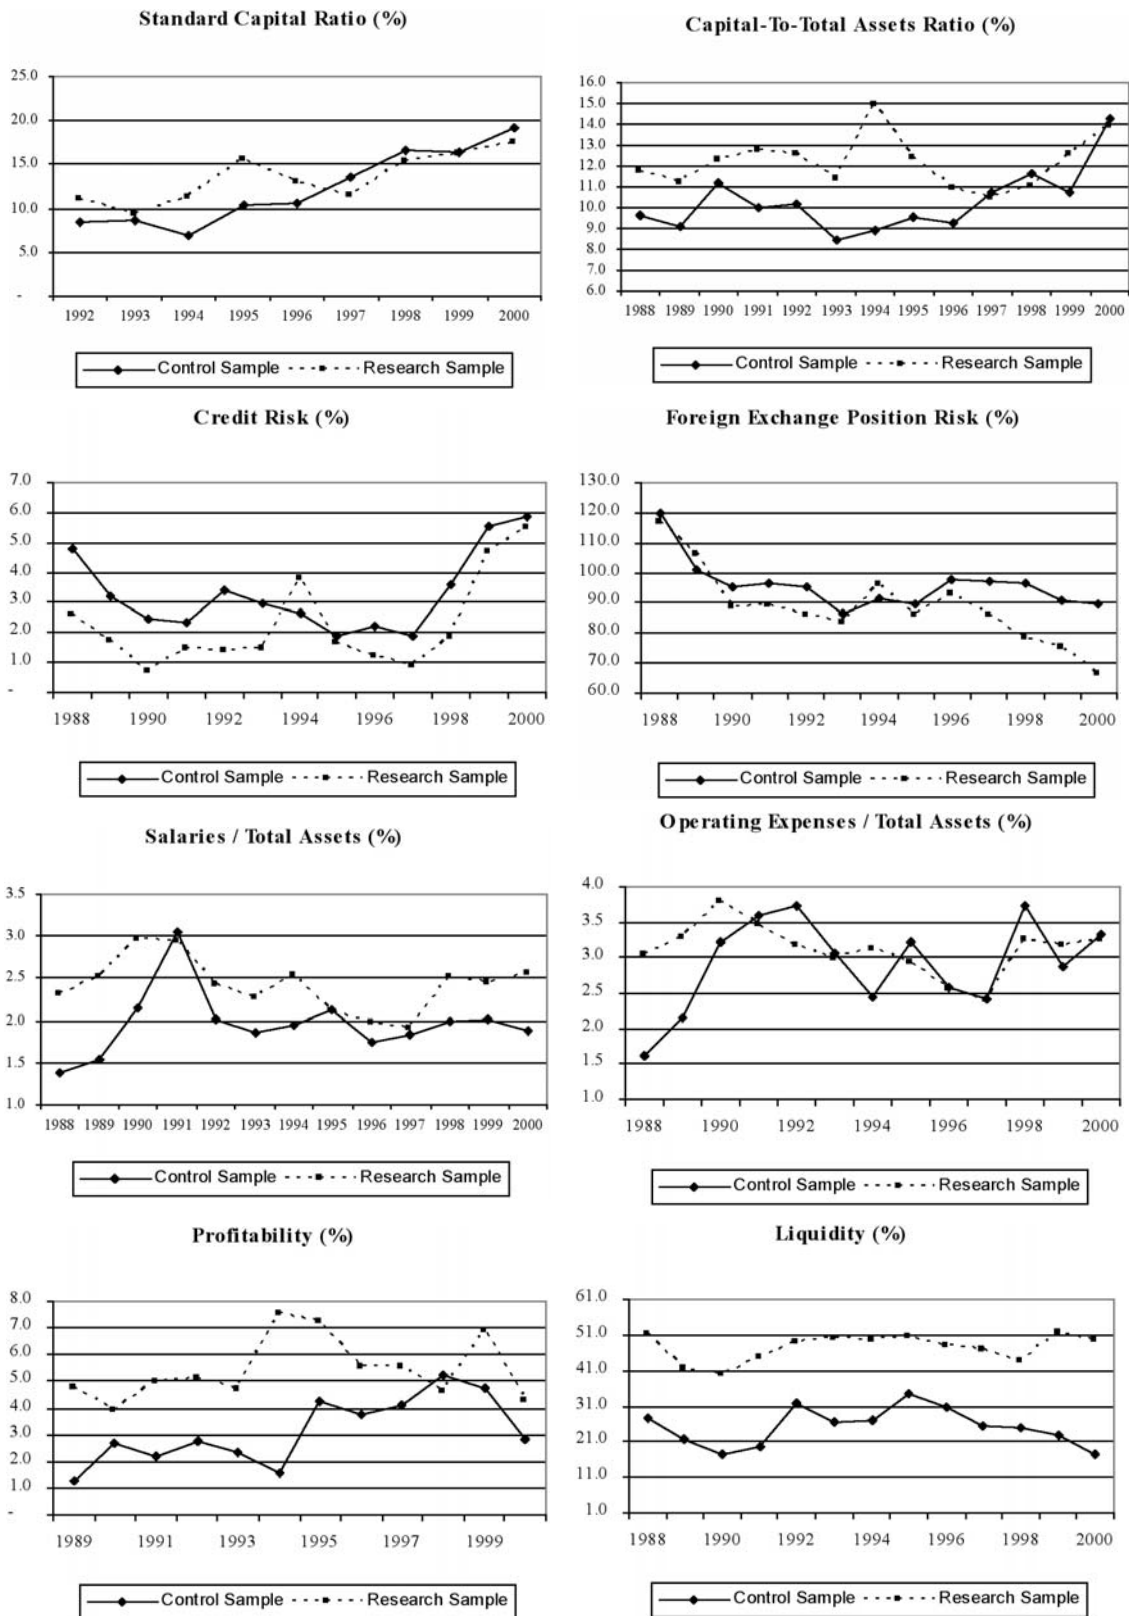 Standard Capital Ratio (%)
25.0
20.0
15.0
10.0
5.0
-
1992 1993 1994 1995 1996 1997 1998 1999 2000
Control Sample Research Sample
Capital-To-Total Assets Ratio (%)
16.0
15.0
14.0
13.0
12.0
11.0
10.0
9.0
8.0
7.0
6.0
1988 1989 1990 1991 1992 1993 1994 1995 1996 1997 1998 1999 2000
Control Sample Research Sample
Credit Risk (%)
7.0
6.0
5.0
4.0
3.0
2.0
1.0
-
1988 1990 1992 1994 1996 1998 2000
Control Sample Research Sample
Foreign Exchange Position Risk (%)
130.0
120.0
110.0
100.0
90.0
80.0
70.0
60.0
1988 1990 1992 1994 1996 1998 2000
Control Sample Research Sample
Salaries / Total Assets (%)
3.5
3.0
2.5
2.0
1.5
1.0
1988 1989 1990 1991 1992 1993 1994 1995 1996 1997 1998 1999 2000
Control Sample Research Sample
Operating Expenses / Total Assets (%)
4.0
3.5
3.0
2.5
2.0
1.5
1.0
1988 1990 1992 1994 1996 1998 2000
Control Sample Research Sample
Profitability (%)
8.0
7.0
6.0
5.0
4.0
3.0
2.0
1.0
-
1989 1991 1993 1995 1997 1999
Control Sample Research Sample
Liquidity (%)
61.0
51.0
41.0
31.0
21.0
11.0
1.0
1988 1990 1992 1994 1996 1998 2000
Control Sample Research Sample